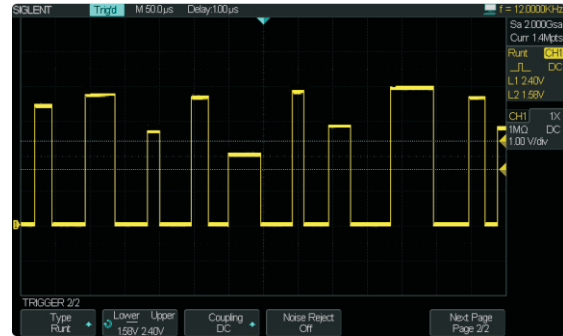 SIGLENT Trig'd M 50.0μs Delay:1.00μs f = 12.0000KHz
Sa 2.00GSa
Curr 1.4Mpts
Runt CH1
DC
L1 2.40V
L2 1.58V
CH1 1X
1MΩ DC
1.00 V/div
1
TRIGGER 2/2
Type Lower Upper Coupling Noise Reject Next Page
Runt 1.58V 2.40V DC Off Page 2/2